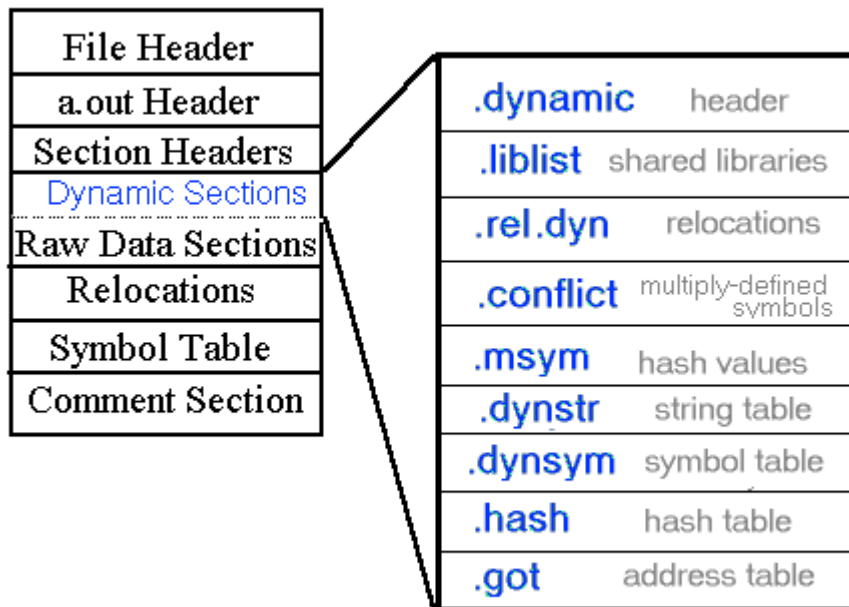 File Header
a.out Header
Section Headers
Dynamic Sections
Raw Data Sections
Relocations
Symbol Table
Comment Section
.dynamic header
.liblist shared libraries
.rel.dyn relocations
.conflict multiply-defined
symbols
.msym hash values
.dynstr string table
.dynsym symbol table
.hash hash table
.got address table